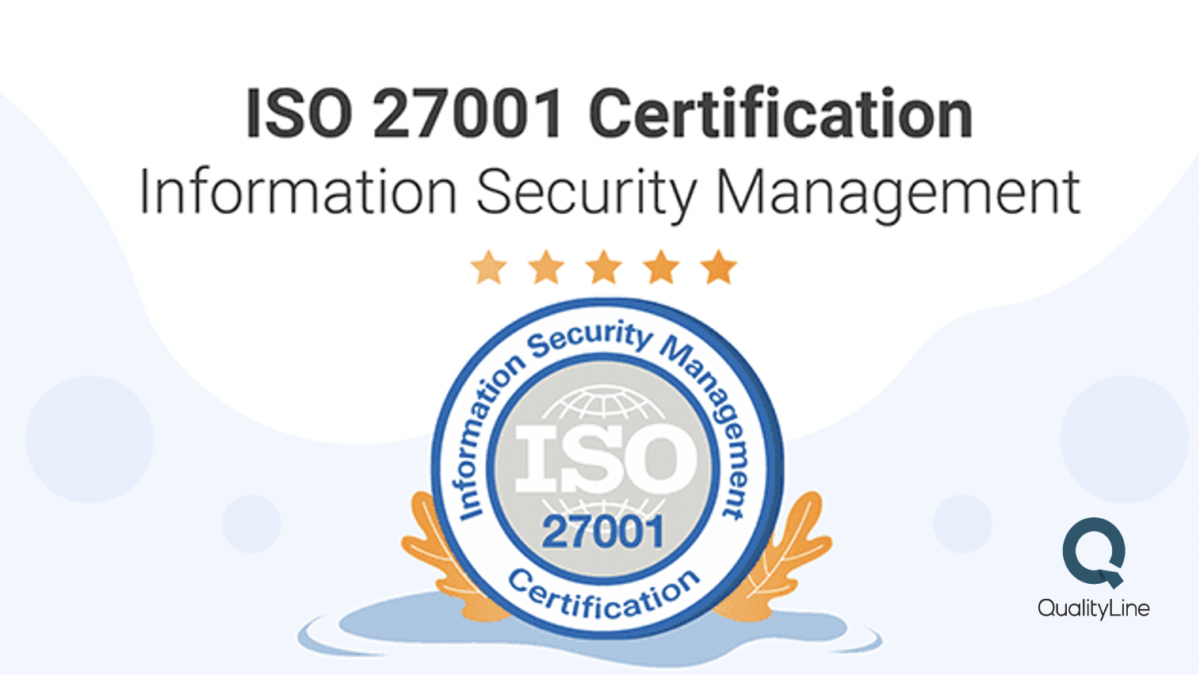 ISO 27001 Certification
Information Security Management
Information Security Management
ISO
27001
Certification
QualityLine